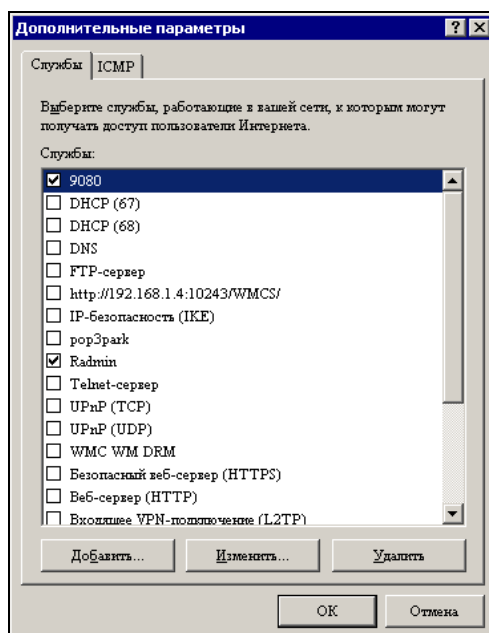 Дополнительные параметры
Службы
ICMP
Выберите службы, работающие в вашей сети, к которым могут
получать доступ пользователи Интернета.
Службы:
9080
DHCP (67)
DHCP (68)
DNS
FTP-сервер
http://192.168.1.4:10243/WMCS/
IP-безопасность (IKE)
pop3park
Radmin
Telnet-сервер
UPnP (TCP)
UPnP (UDP)
WMC WM DRM
Безопасный веб-сервер (HTTPS)
Веб-сервер (HTTP)
Входящее VPN-подключение (L2TP)
Добавить...
Изменить...
Удалить
ОК
Отмена